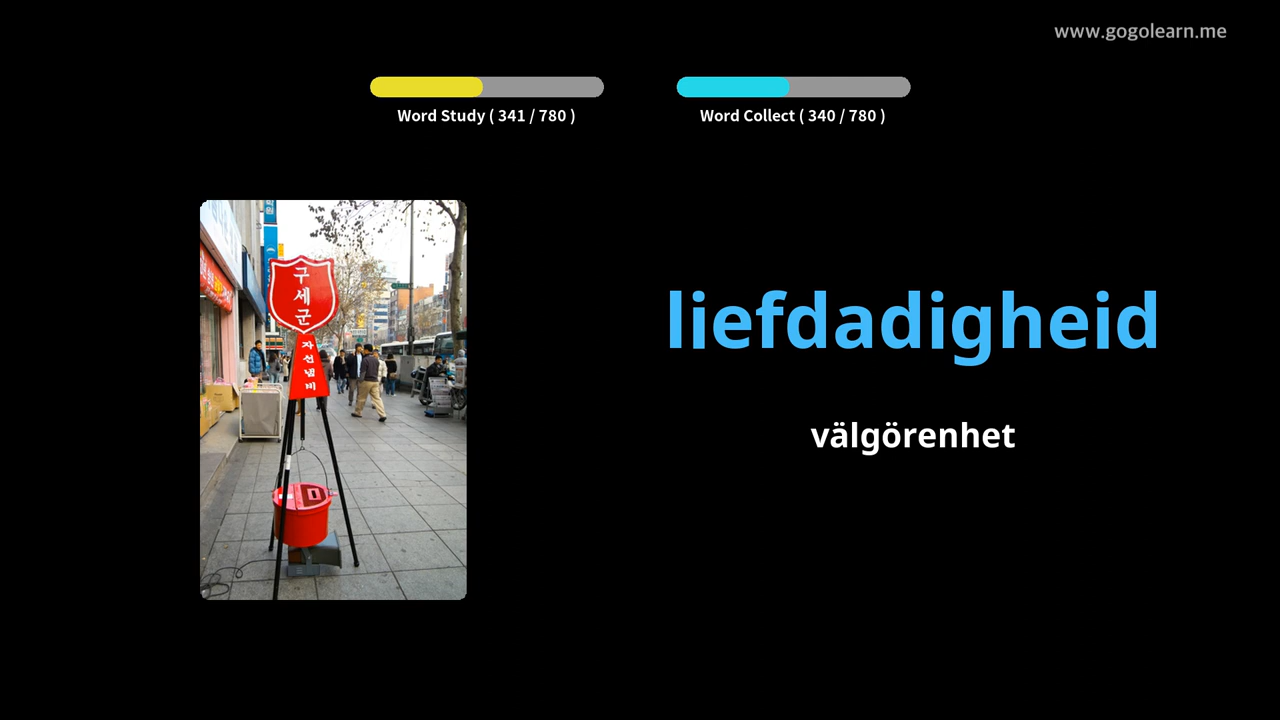 www.gogolearn.me
Word Study ( 341 / 780 )
Word Collect ( 340 / 780 )
구
세
군
자
선
냄
비
liefdadigheid
välgörenhet